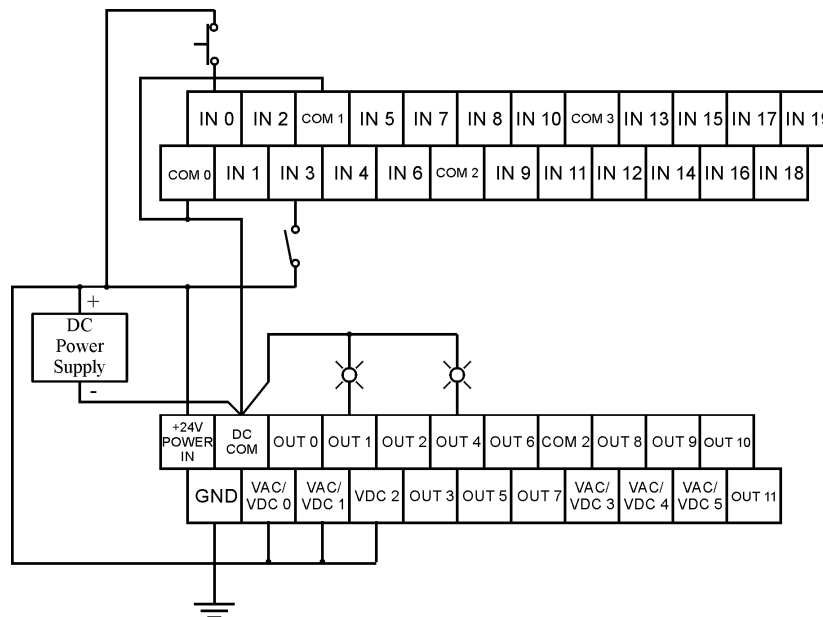 IN 0 IN 2 COM 1 IN 5 IN 7 IN 8 IN 10 COM 3 IN 13 IN 15 IN 17 IN 19
COM 0 IN 1 IN 3 IN 4 IN 6 COM 2 IN 9 IN 11 IN 12 IN 14 IN 16 IN 18
+
DC
Power
Supply
-
+24V
POWER
IN
DC
COM
OUT 0
OUT 1
OUT 2
OUT 4
OUT 6
COM 2
OUT 8
OUT 9
OUT 10
GND
VAC/
VDC 0
VAC/
VDC 1
VDC 2
OUT 3
OUT 5
OUT 7
VAC/
VDC 3
VAC/
VDC 4
VAC/
VDC 5
OUT 11